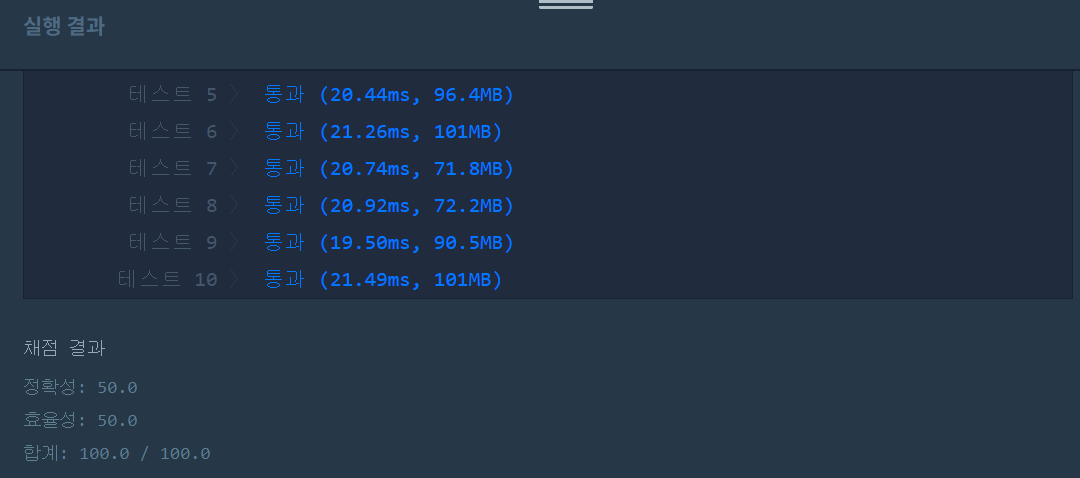 실행 결과
테스트 5 〉 통과 (20.44ms, 96.4MB)
테스트 6 〉 통과 (21.26ms, 101MB)
테스트 7 〉 통과 (20.74ms, 71.8MB)
테스트 8 〉 통과 (20.92ms, 72.2MB)
테스트 9 〉 통과 (19.50ms, 90.5MB)
테스트 10 〉 통과 (21.49ms, 101MB)
채점 결과
정확성: 50.0
효율성: 50.0
합계: 100.0 / 100.0